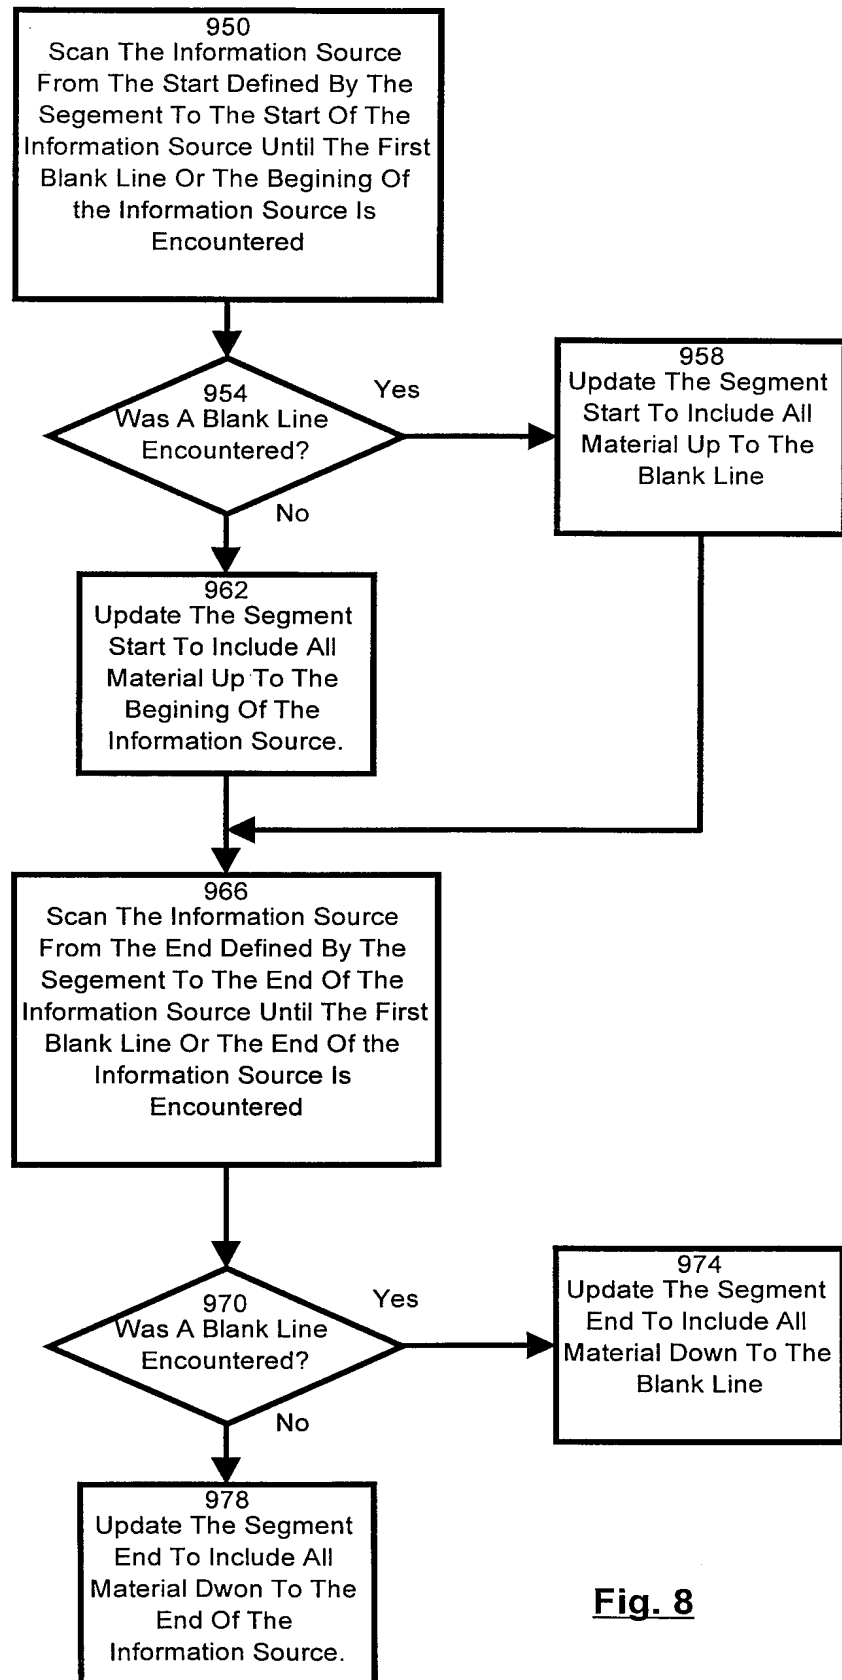 950
Scan The Information Source
From The Start Defined By The
Segement To The Start Of The
Information Source Until The First
Blank Line Or The Begining Of
the Information Source Is
Encountered
954
Was A Blank Line
Encountered?
Yes
No
958
Update The Segment
Start To Include All
Material Up To The
Blank Line
962
Update The Segment
Start To Include All
Material Up To The
Begining Of The
Information Source.
966
Scan The Information Source
From The End Defined By The
Segement To The End Of The
Information Source Until The First
Blank Line Or The End Of the
Information Source Is
Encountered
970
Was A Blank Line
Encountered?
Yes
No
974
Update The Segment
End To Include All
Material Down To The
Blank Line
978
Update The Segment
End To Include All
Material Dwon To The
End Of The
Information Source.
Fig. 8